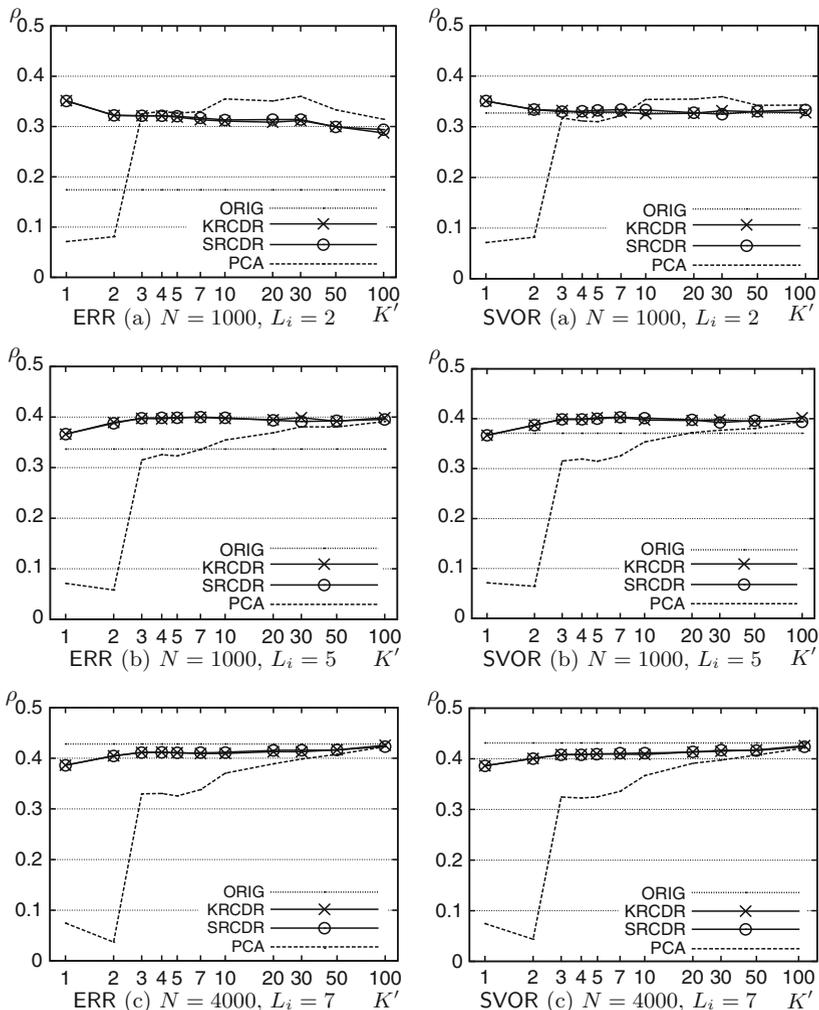 ρ
0.5
0.4
0.3
0.2
0.1
0
ORIG
KRCDR
SRCDR
PCA
1 2 3 4 5 7 10 20 30 50 100
ERR (a) N = 1000, L_i = 2 K′
ρ
0.5
0.4
0.3
0.2
0.1
0
ORIG
KRCDR
SRCDR
PCA
1 2 3 4 5 7 10 20 30 50 100
SVOR (a) N = 1000, L_i = 2 K′
ρ
0.5
0.4
0.3
0.2
0.1
0
ORIG
KRCDR
SRCDR
PCA
1 2 3 4 5 7 10 20 30 50 100
ERR (b) N = 1000, L_i = 5 K′
ρ
0.5
0.4
0.3
0.2
0.1
0
ORIG
KRCDR
SRCDR
PCA
1 2 3 4 5 7 10 20 30 50 100
SVOR (b) N = 1000, L_i = 5 K′
ρ
0.5
0.4
0.3
0.2
0.1
0
ORIG
KRCDR
SRCDR
PCA
1 2 3 4 5 7 10 20 30 50 100
ERR (c) N = 4000, L_i = 7 K′
ρ
0.5
0.4
0.3
0.2
0.1
0
ORIG
KRCDR
SRCDR
PCA
1 2 3 4 5 7 10 20 30 50 100
SVOR (c) N = 4000, L_i = 7 K′